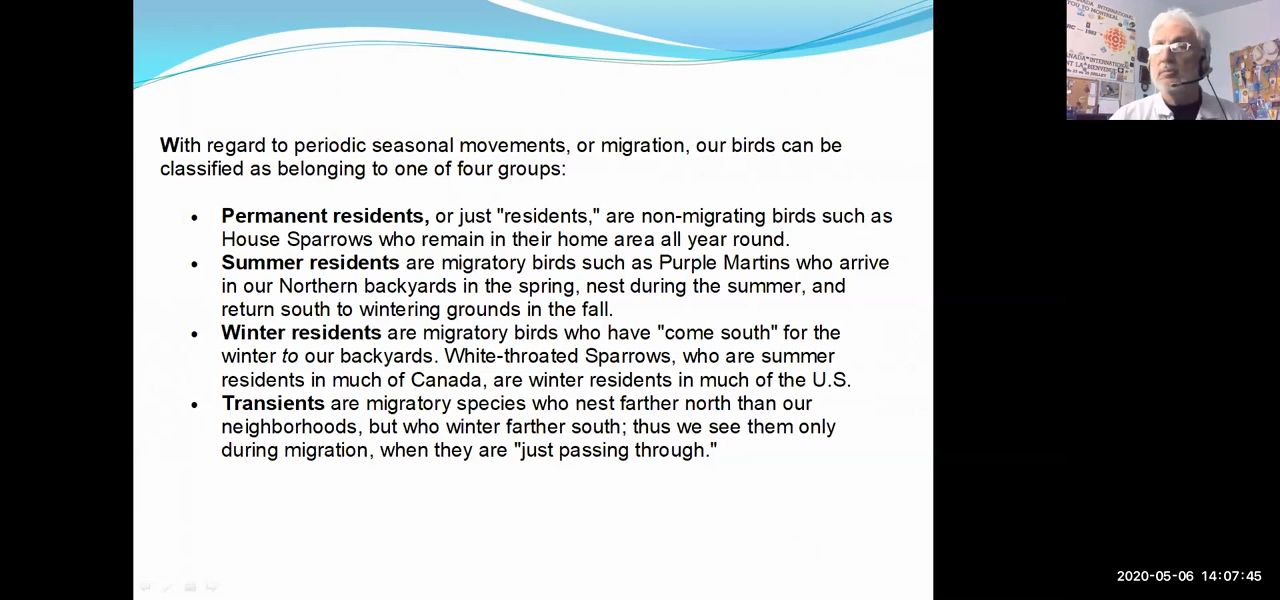 With regard to periodic seasonal movements, or migration, our birds can be
classified as belonging to one of four groups:
• Permanent residents, or just "residents," are non-migrating birds such as
House Sparrows who remain in their home area all year round.
• Summer residents are migratory birds such as Purple Martins who arrive
in our Northern backyards in the spring, nest during the summer, and
return south to wintering grounds in the fall.
• Winter residents are migratory birds who have "come south" for the
winter to our backyards. White-throated Sparrows, who are summer
residents in much of Canada, are winter residents in much of the U.S.
• Transients are migratory species who nest farther north than our
neighborhoods, but who winter farther south; thus we see them only
during migration, when they are "just passing through."
INTERNATIONAL
TO MONTREAL
INTERNATIONAL
BIENVENUE
2020-05-06 14:07:45